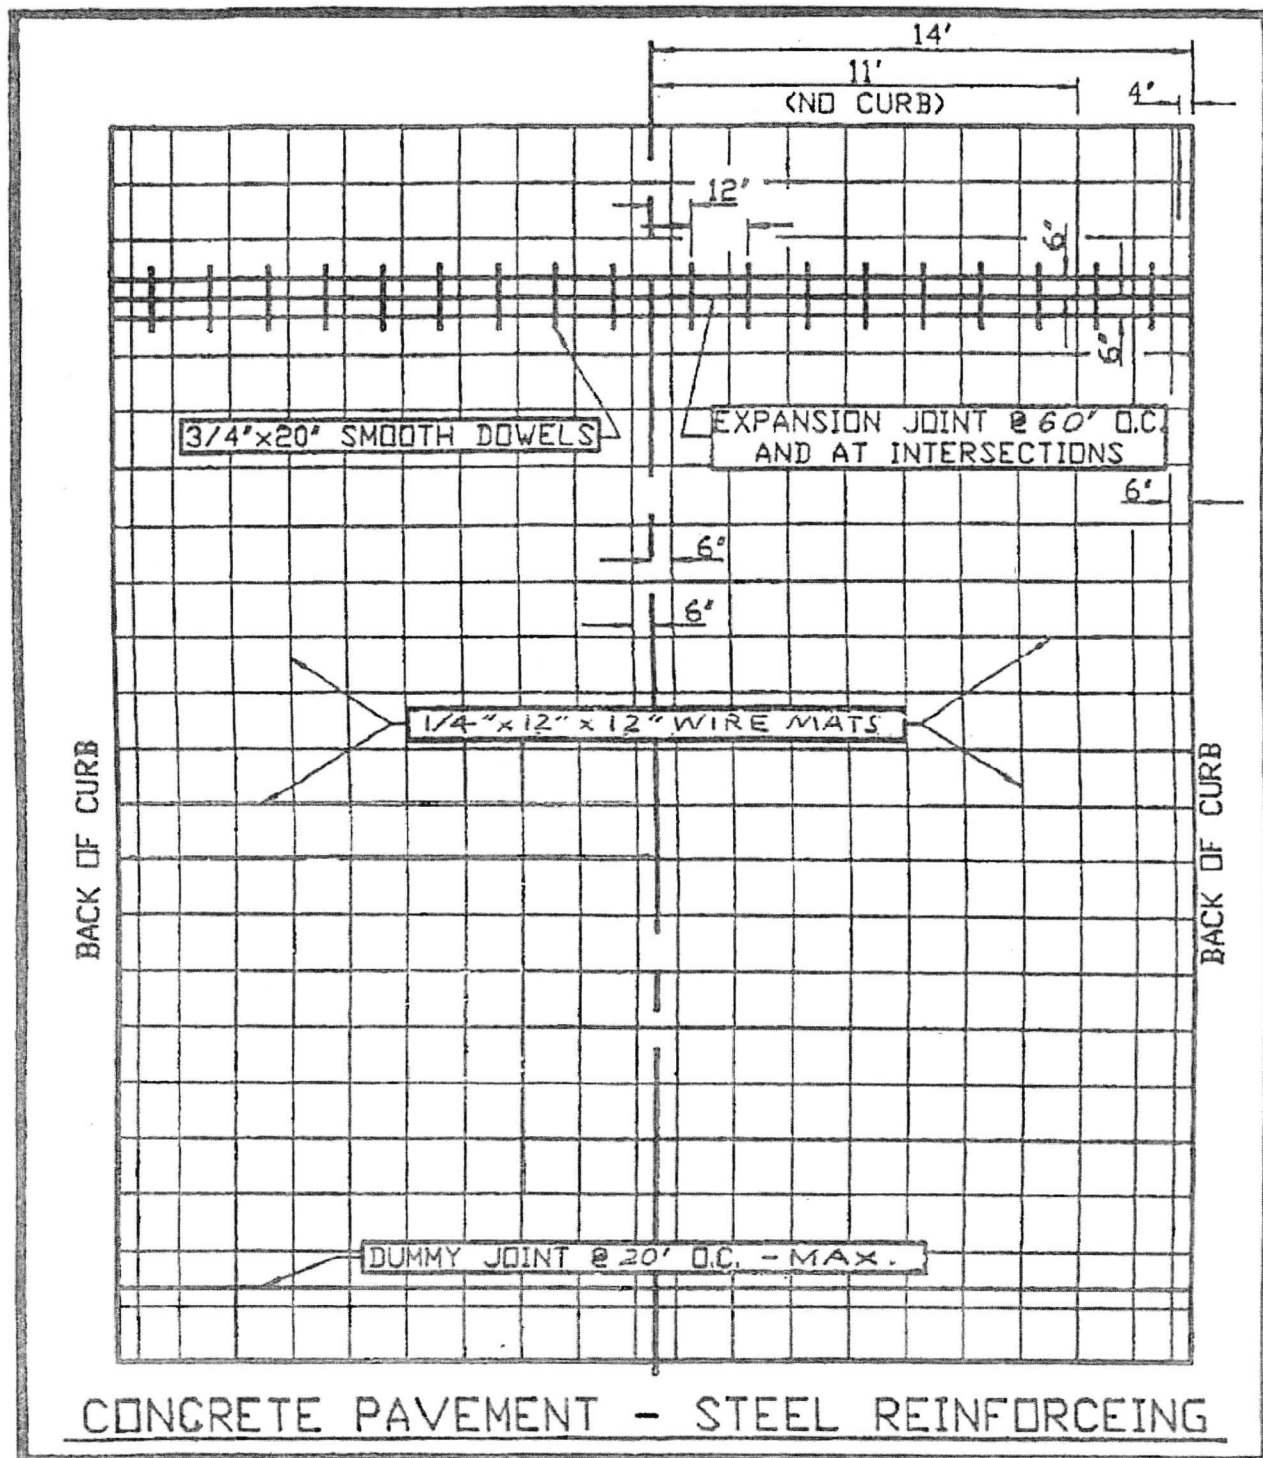 14'
11'
(NO CURB)
4"
12"
6"
6"
3/4"x20" SMOOTH DOWELS
EXPANSION JOINT @ 60' O.C.
AND AT INTERSECTIONS
6"
6"
6"
1/4" x 12" x 12" WIRE MATS
BACK OF CURB
BACK OF CURB
DUMMY JOINT @ 20' O.C. - MAX.
CONCRETE PAVEMENT - STEEL REINFORCEING